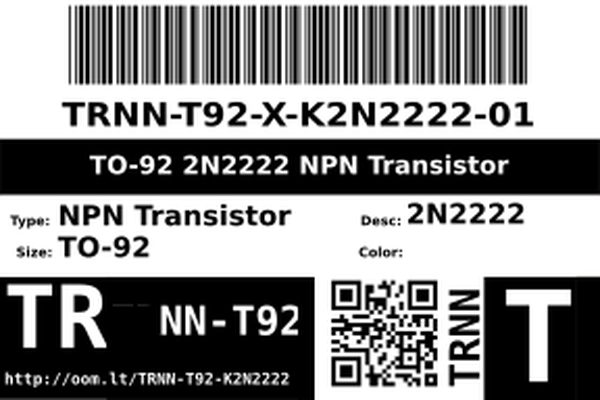 TRNN-T92-X-K2N2222-01
TO-92 2N2222 NPN Transistor
Type: NPN Transistor
Desc: 2N2222
Size: TO-92
Color:
TR NN-T92
http://oom.lt/TRNN-T92-K2N2222
TRNN
T